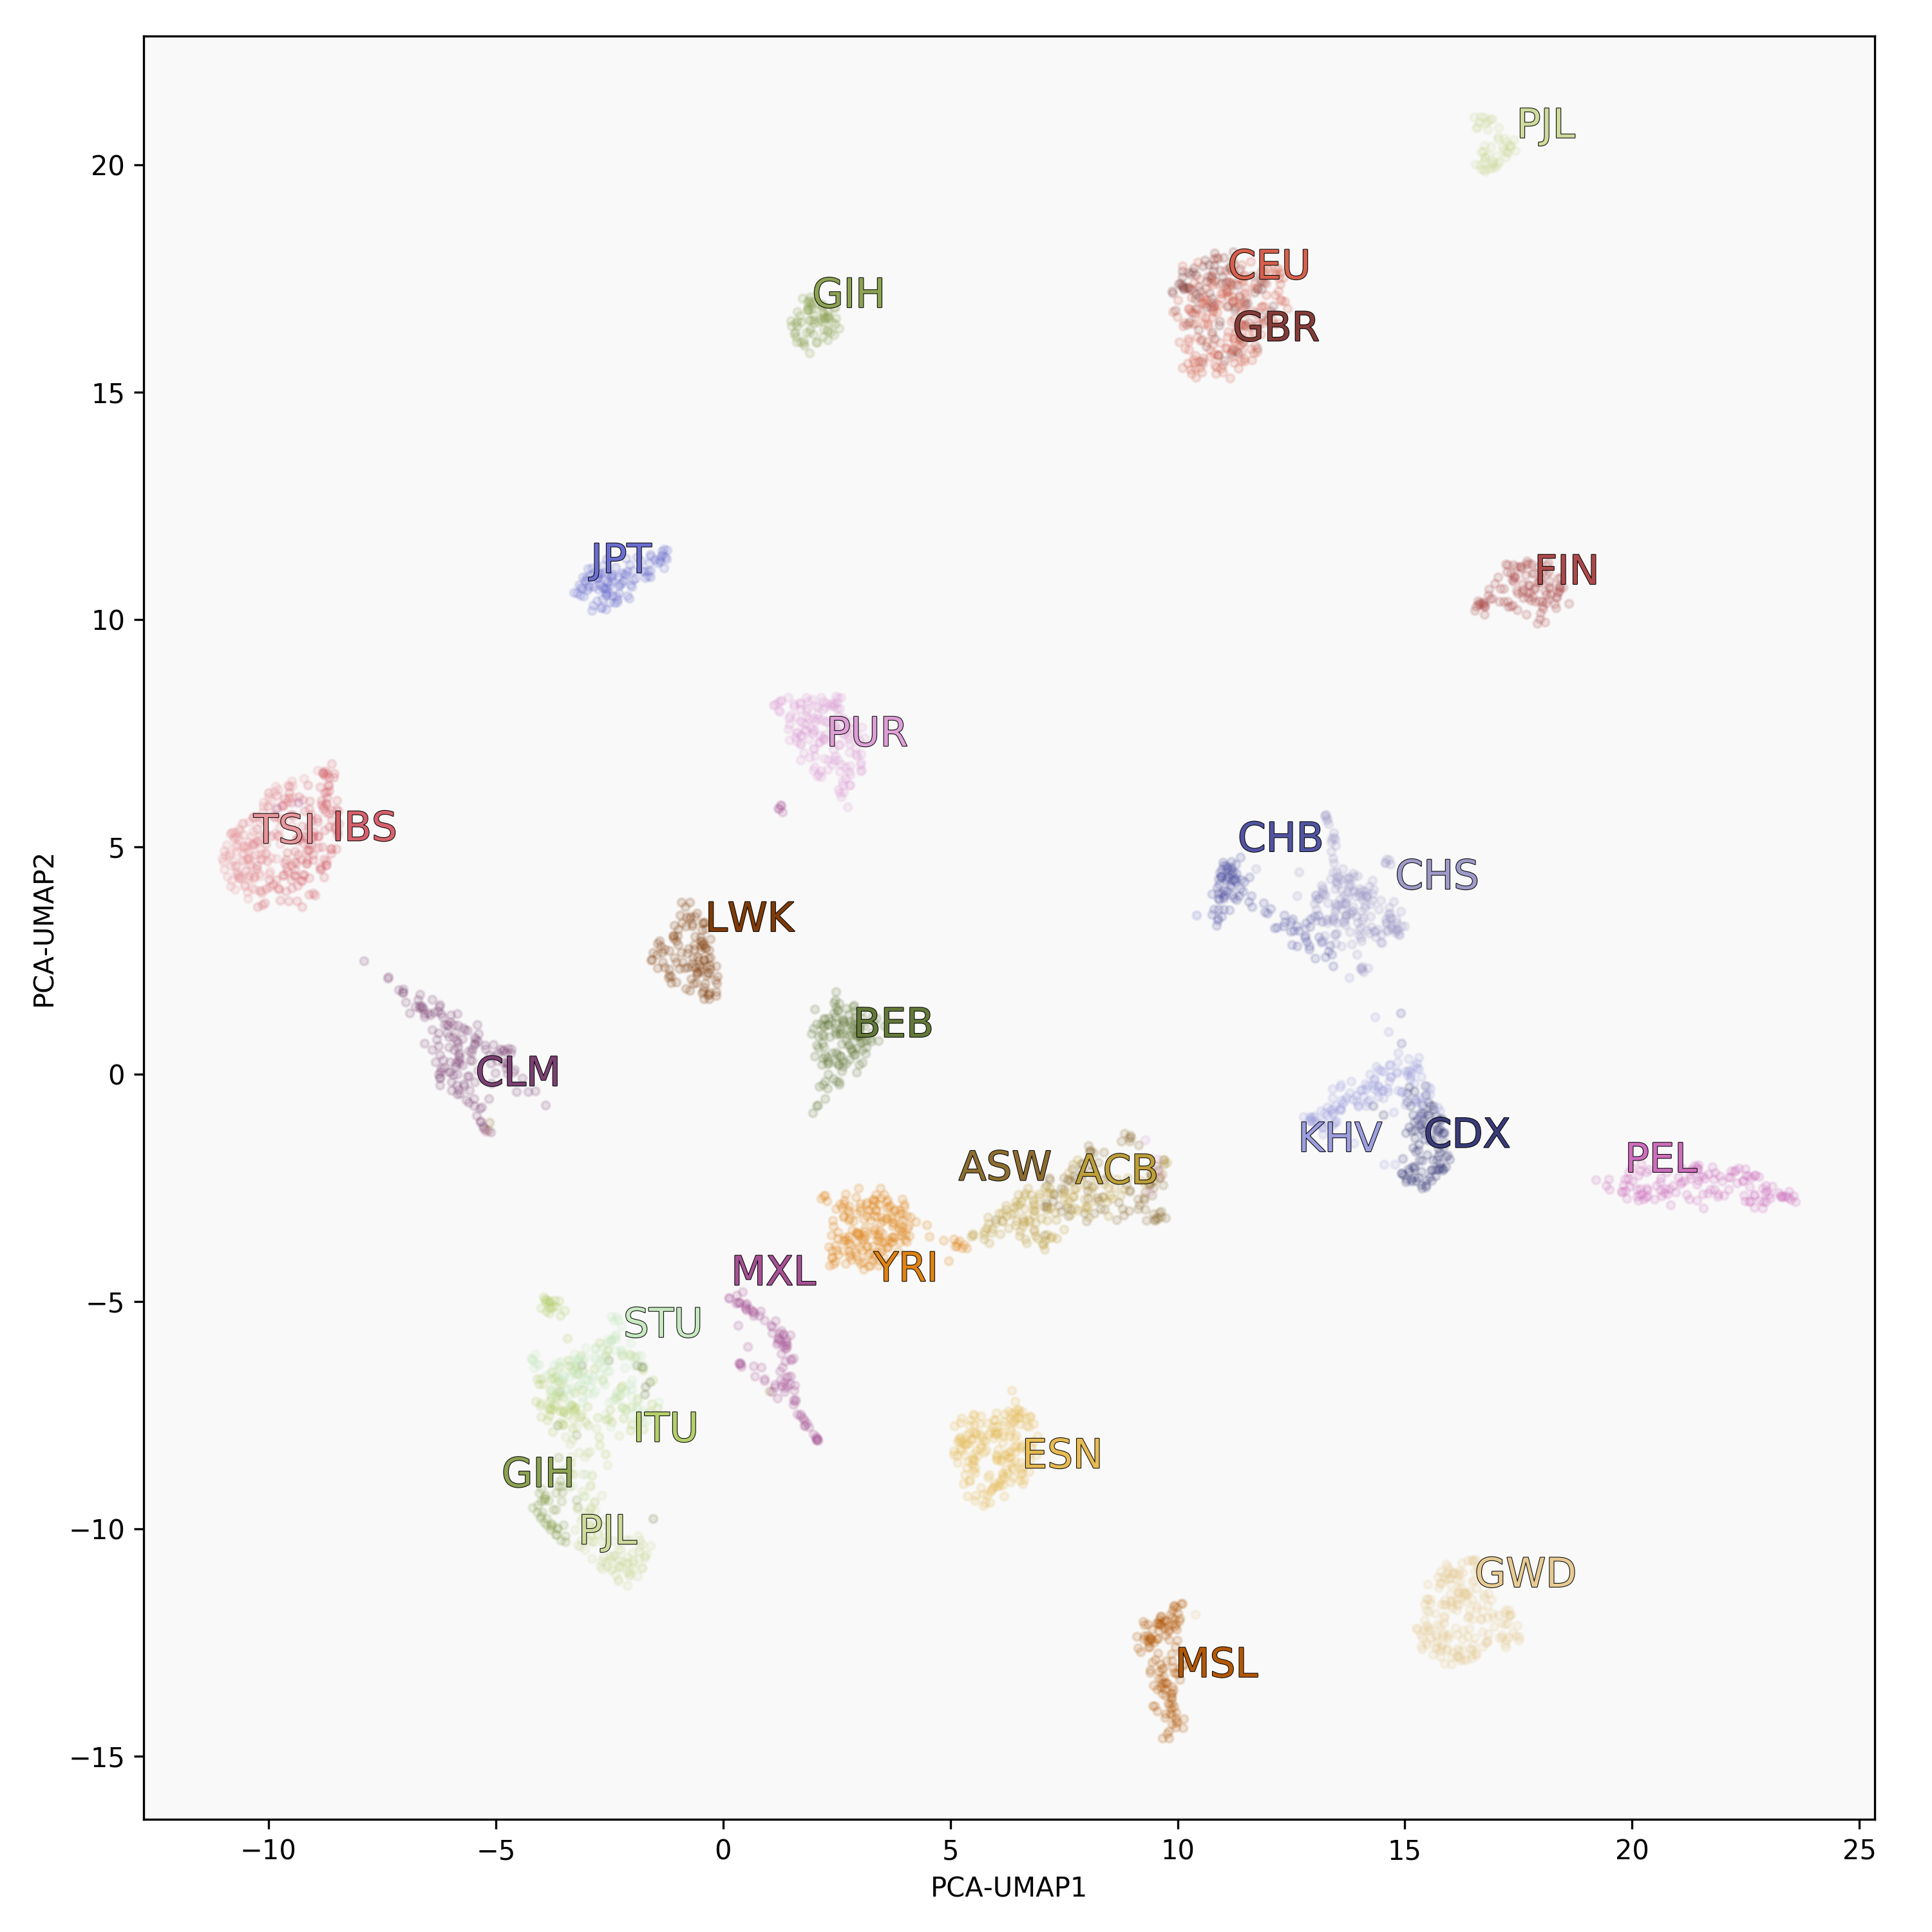 PJL
CEU
GIH
GBR
JPT
FIN
PUR
TSI
IBS
CHB
CHS
LWK
BEB
CLM
KHV
CDX
PEL
ASW
ACB
YRI
MXL
STU
ITU
ESN
GIH
PJL
GWD
MSL
20
15
10
5
0
−5
−10
−15
PCA-UMAP2
−10
−5
0
5
10
15
20
25
PCA-UMAP1